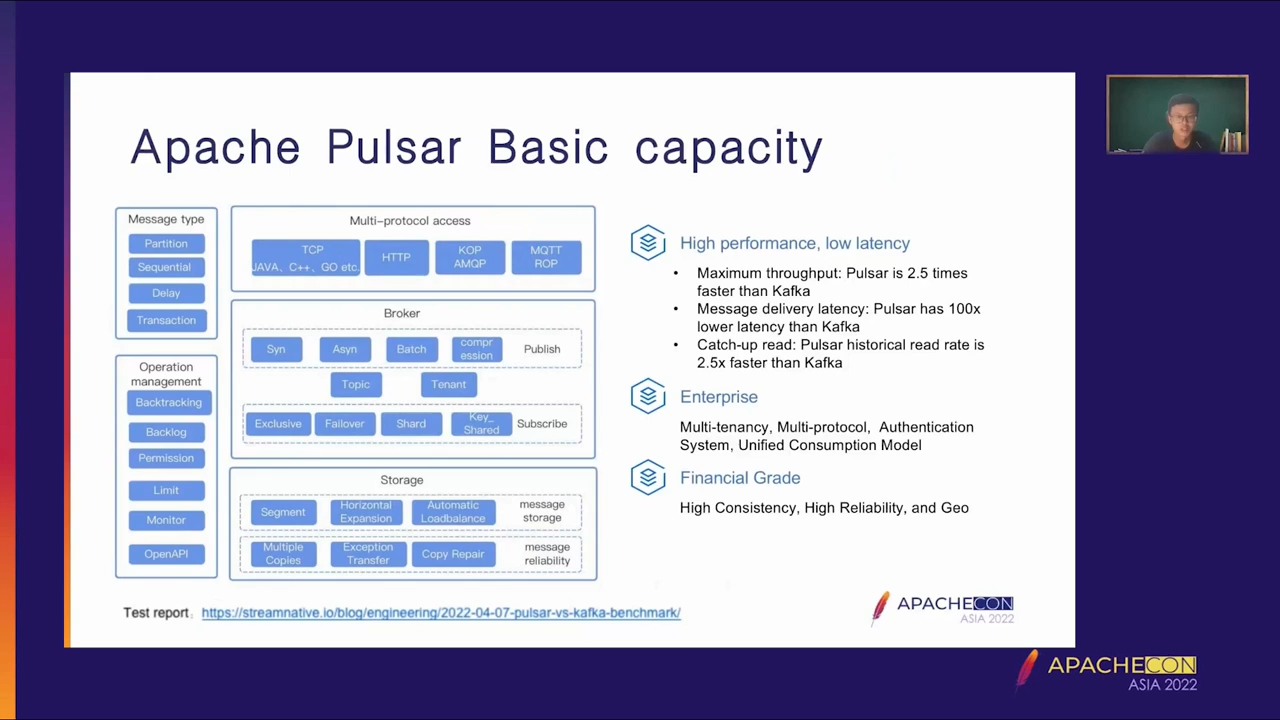 Apache Pulsar Basic capacity
Message type
Partition
Sequential
Delay
Transaction
Operation
management
Backtracking
Backlog
Permission
Limit
Monitor
OpenAPI
Multi-protocol access
TCP
JAVA、C++、GO etc.
HTTP
KOP
AMQP
MQTT
ROP
Broker
Syn
Asyn
Batch
compr
ession
Publish
Topic
Tenant
Exclusive
Failover
Shard
Key_
Shared
Subscribe
Storage
Segment
Horizontal
Expansion
Automatic
Loadbalance
message
storage
Multiple
Copies
Exception
Transfer
Copy Repair
message
reliability
High performance, low latency
• Maximum throughput: Pulsar is 2.5 times
faster than Kafka
• Message delivery latency: Pulsar has 100x
lower latency than Kafka
• Catch-up read: Pulsar historical read rate is
2.5x faster than Kafka
Enterprise
Multi-tenancy, Multi-protocol, Authentication
System, Unified Consumption Model
Financial Grade
High Consistency, High Reliability, and Geo
Test report： https://streamnative.io/blog/engineering/2022-04-07-pulsar-vs-kafka-benchmark/
APACHECON
ASIA 2022
APACHECON
ASIA 2022